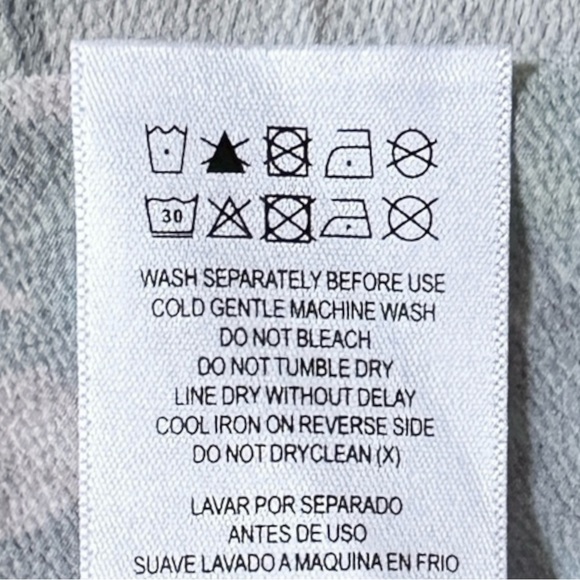 30
WASH SEPARATELY BEFORE USE
COLD GENTLE MACHINE WASH
DO NOT BLEACH
DO NOT TUMBLE DRY
LINE DRY WITHOUT DELAY
COOL IRON ON REVERSE SIDE
DO NOT DRYCLEAN (X)
LAVAR POR SEPARADO
ANTES DE USO
SUAVE LAVADO A MAQUINA EN FRIO